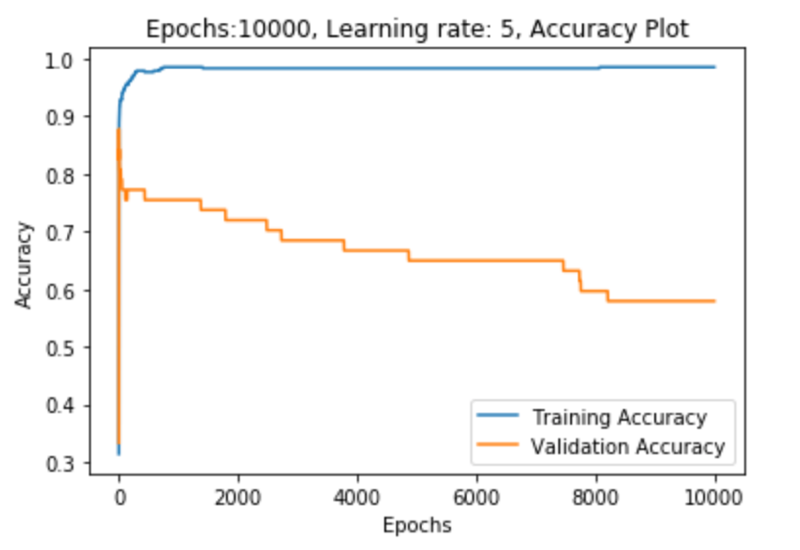 Epochs:10000, Learning rate: 5, Accuracy Plot
1.0
0.9
0.8
0.7
0.6
0.5
0.4
0.3
Accuracy
Training Accuracy
Validation Accuracy
0 2000 4000 6000 8000 10000
Epochs